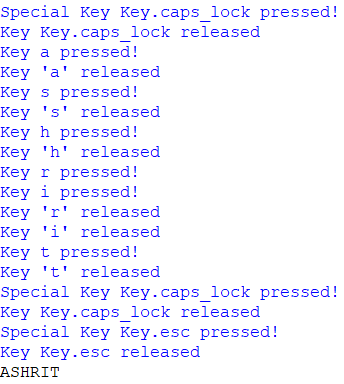 Special Key Key.caps_lock pressed!
Key Key.caps_lock released
Key a pressed!
Key 'a' released
Key s pressed!
Key 's' released
Key h pressed!
Key 'h' released
Key r pressed!
Key i pressed!
Key 'r' released
Key 'i' released
Key t pressed!
Key 't' released
Special Key Key.caps_lock pressed!
Key Key.caps_lock released
Special Key Key.esc pressed!
Key Key.esc released
ASHRIT